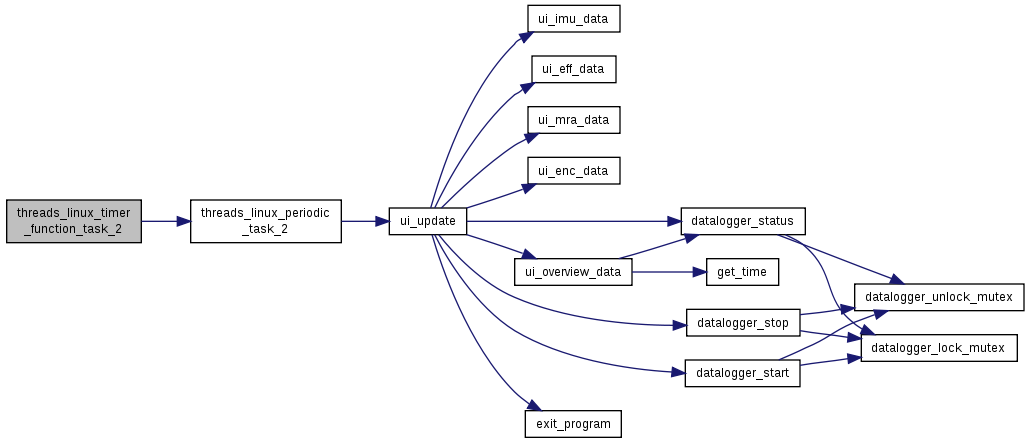 threads_linux_timer
_function_task_2
threads_linux_periodic
_task_2
ui_update
ui_imu_data
ui_eff_data
ui_mra_data
ui_enc_data
ui_overview_data
datalogger_status
get_time
datalogger_stop
datalogger_start
exit_program
datalogger_unlock_mutex
datalogger_lock_mutex